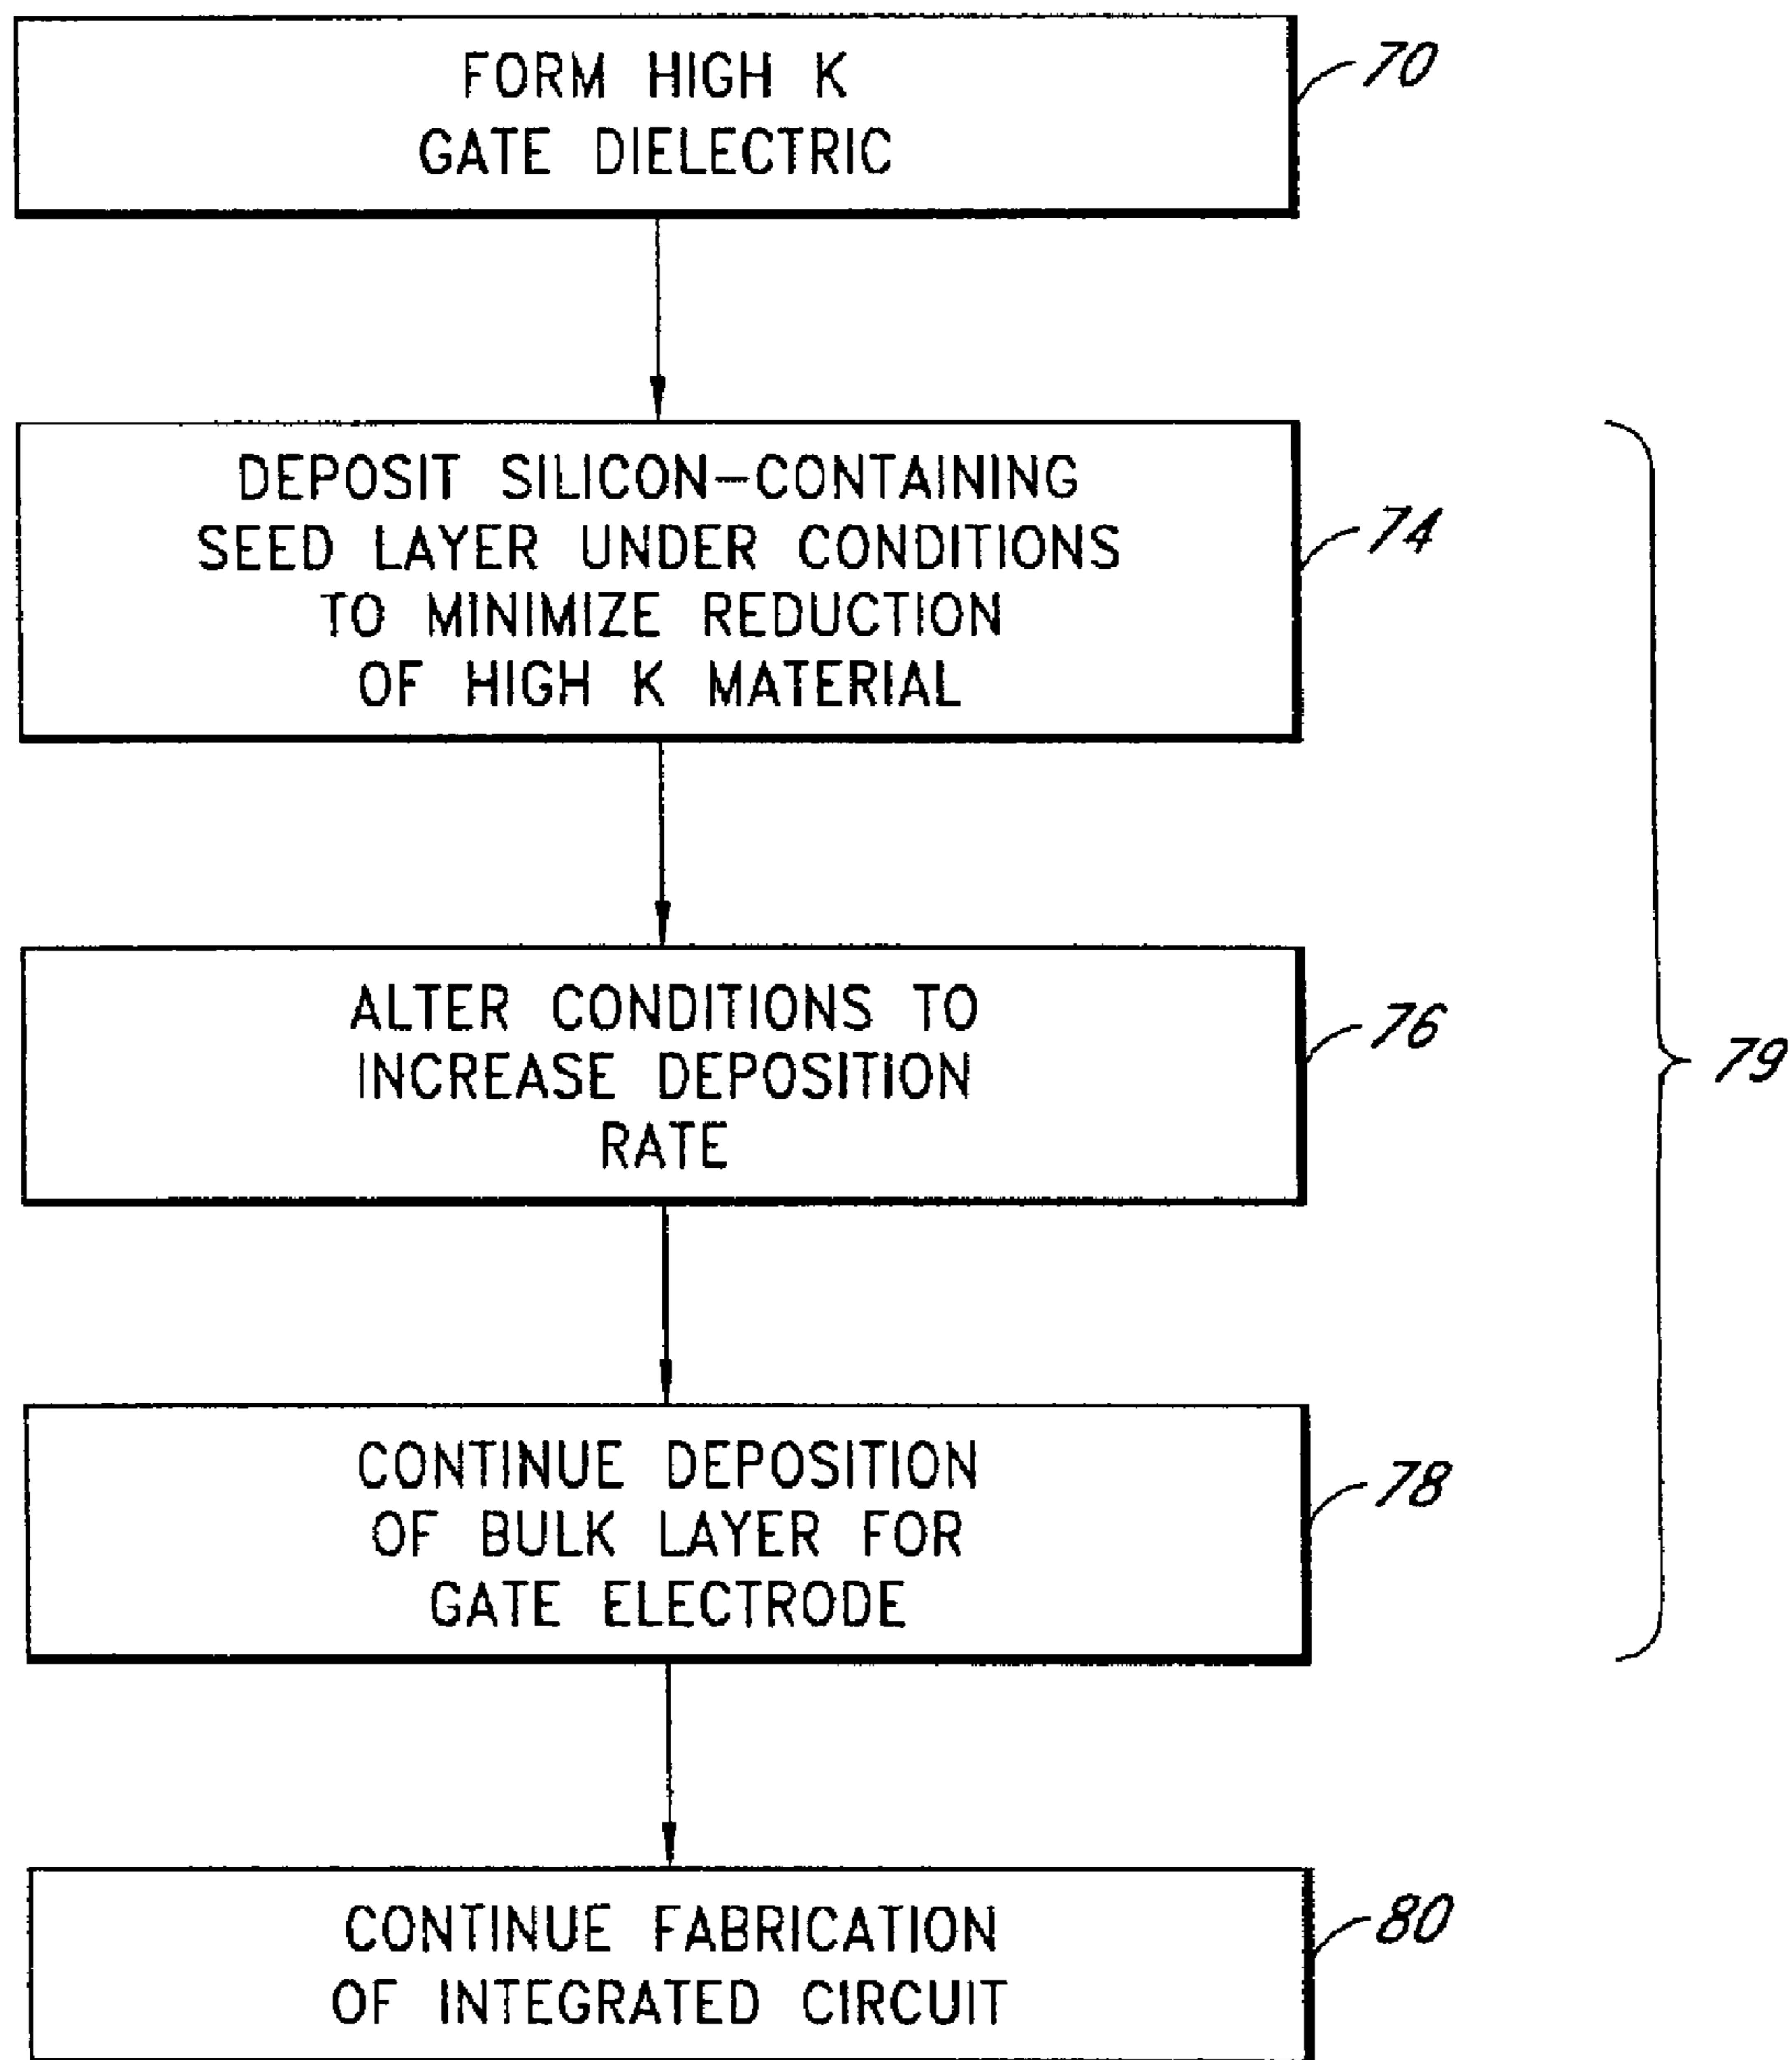 FORM HIGH K
GATE DIELECTRIC
70
DEPOSIT SILICON-CONTAINING
SEED LAYER UNDER CONDITIONS
TO MINIMIZE REDUCTION
OF HIGH K MATERIAL
74
ALTER CONDITIONS TO
INCREASE DEPOSITION
RATE
76
79
CONTINUE DEPOSITION
OF BULK LAYER FOR
GATE ELECTRODE
78
CONTINUE FABRICATION
OF INTEGRATED CIRCUIT
80